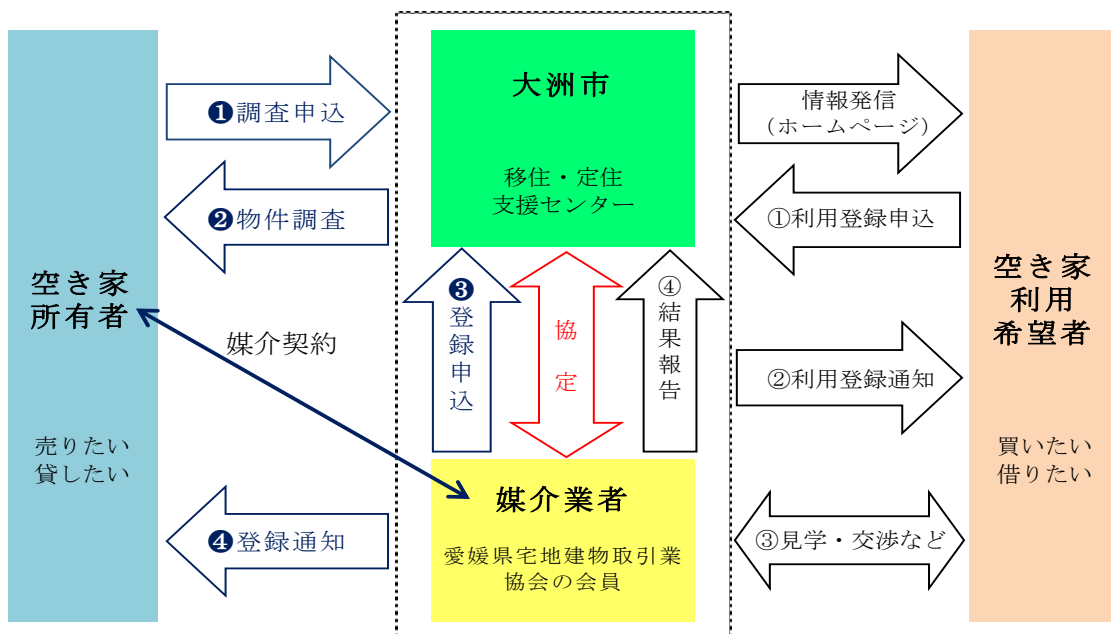 空き家
所有者
売りたい
貸したい
❶調査申込
❷物件調査
媒介契約
❹登録通知
大洲市
移住・定住
支援センター
❸登録申込
協定
④結果報告
媒介業者
愛媛県宅地建物取引業
協会の会員
情報発信
（ホームページ）
①利用登録申込
②利用登録通知
③見学・交渉など
空き家
利用
希望者
買いたい
借りたい